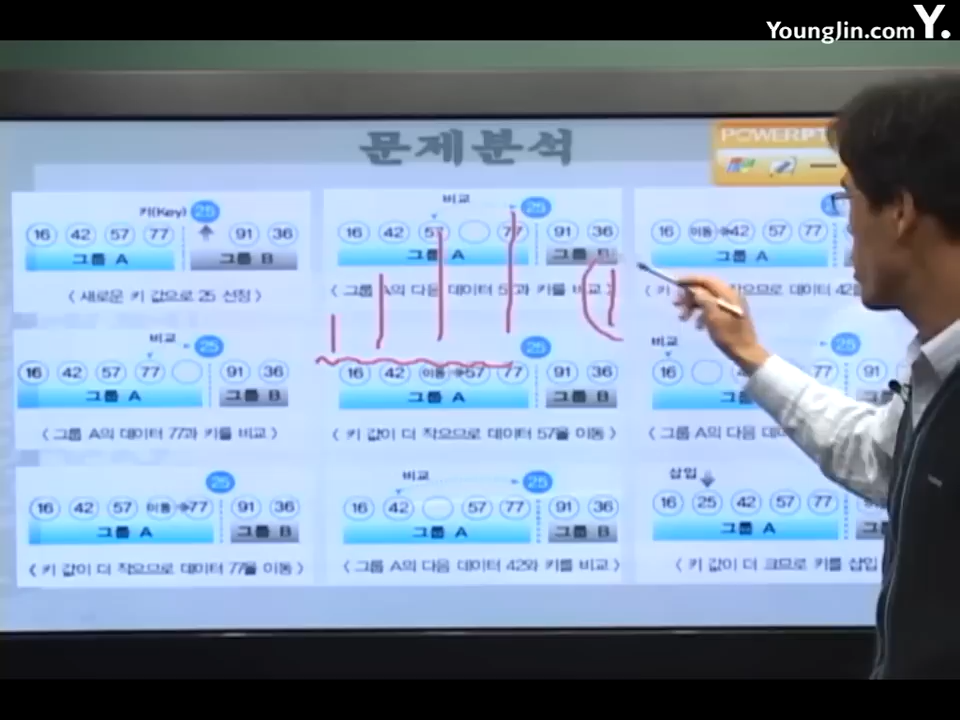 YoungJin.com Y.
문제분석
POWERPT
키(Key) 25
16 42 57 77 91 36
그룹 A 그룹 B
〈 새로운 키 값으로 25 선정 〉
비교 25
16 42 57 77 91 36
그룹 A 그룹 B
〈 그룹 A의 다음 데이터 57과 키를 비교 〉
16 이동 42 57 77
그룹 A
비교 25
16 42 57 77 91 36
그룹 A 그룹 B
〈 그룹 A의 데이터 77과 키를 비교 〉
25
16 42 이동 57 77 91 36
그룹 A 그룹 B
〈 키 값이 더 작으므로 데이터 57을 이동 〉
비교 25
16 77 91
그룹
〈 그룹 A의 다음
25
16 42 57 이동 77 91 36
그룹 A 그룹 B
〈 키 값이 더 작으므로 데이터 77을 이동 〉
비교 25
16 42 57 77 91 36
그룹 A 그룹 B
〈 그룹 A의 다음 데이터 42와 키를 비교 〉
삽입
16 25 42 57 77
그룹 A
〈 키 값이 더 크므로 키를 삽입